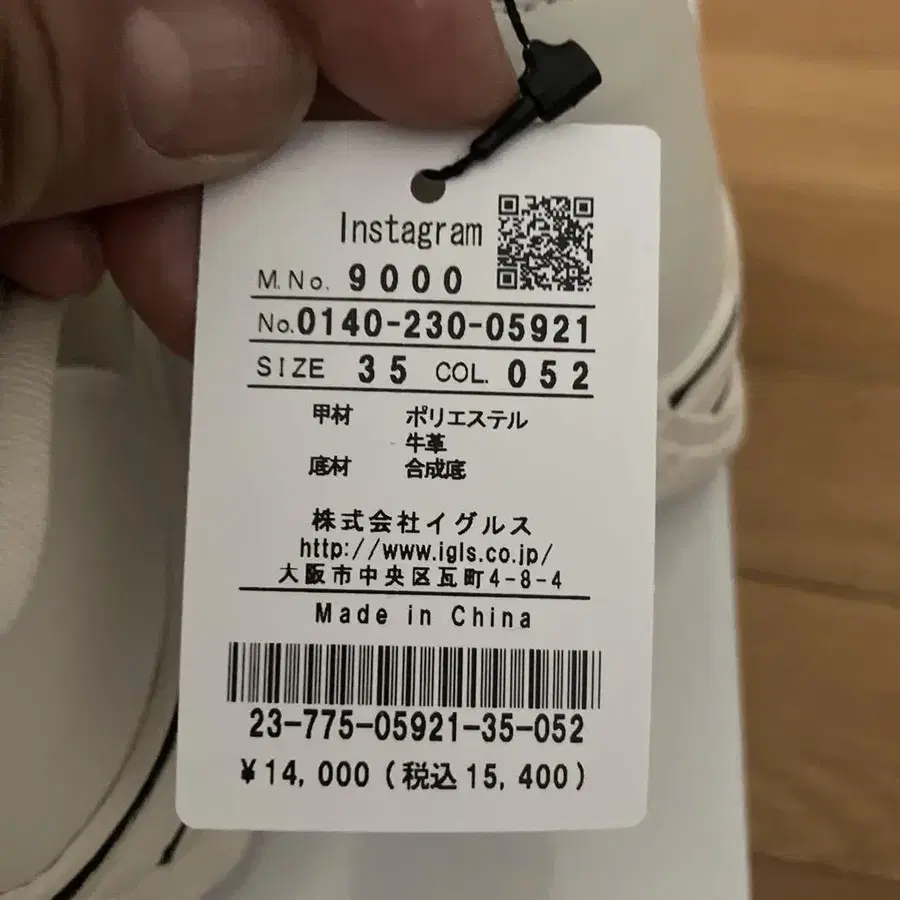 Instagram
M.No. 9000
No.0140-230-05921
SIZE 35 COL. 052
甲材 ポリエステル
牛革
底材 合成底
株式会社イグルス
http://www.igls.co.jp/
大阪市中央区瓦町4-8-4
Made in China
23-775-05921-35-052
¥14,000(税込15,400)